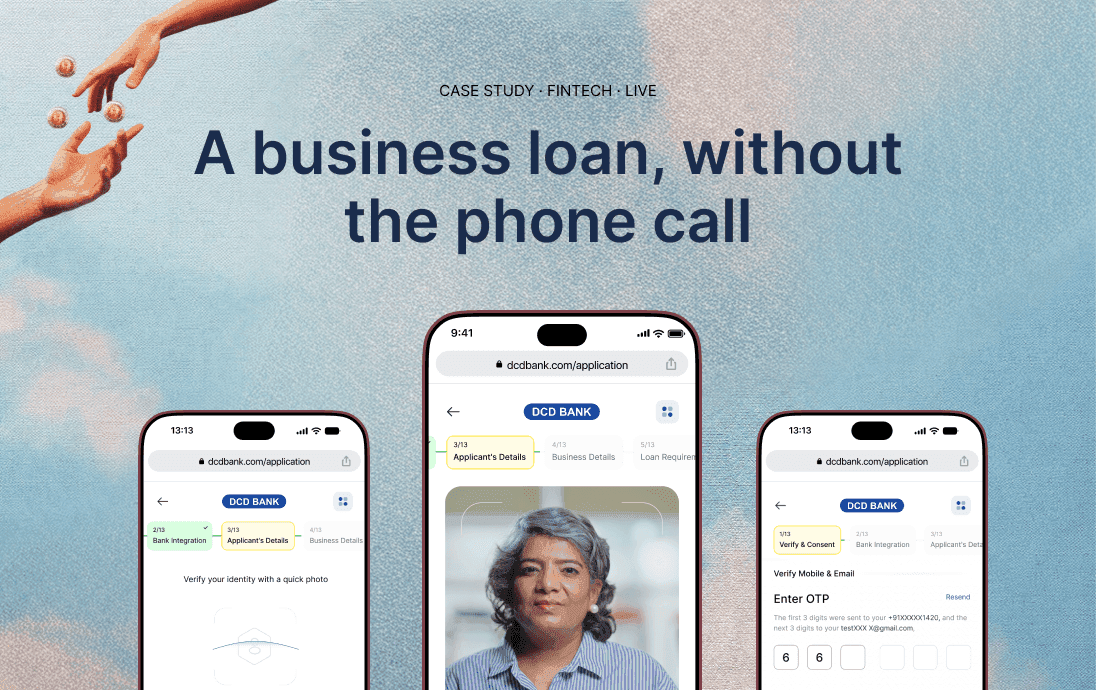 CASE STUDY · FINTECH · LIVE
A business loan, without
the phone call
13:13
dcdbank.com/application
DCD BANK
2/13
Bank Integration
3/13
Applicant's Details
4/13
Business Details
Verify your identity with a quick photo
9:41
dcdbank.com/application
DCD BANK
3/13
Applicant's Details
4/13
Business Details
5/13
Loan Requirem
13:13
dcdbank.com/application
DCD BANK
1/13
Verify & Consent
2/13
Bank Integration
3/13
Applicant's Deta
Verify Mobile & Email
Enter OTP
Resend
The first 3 digits were sent to your +91XXXXX1420, and the
next 3 digits to your testXXX X@gmail.com.
6 6